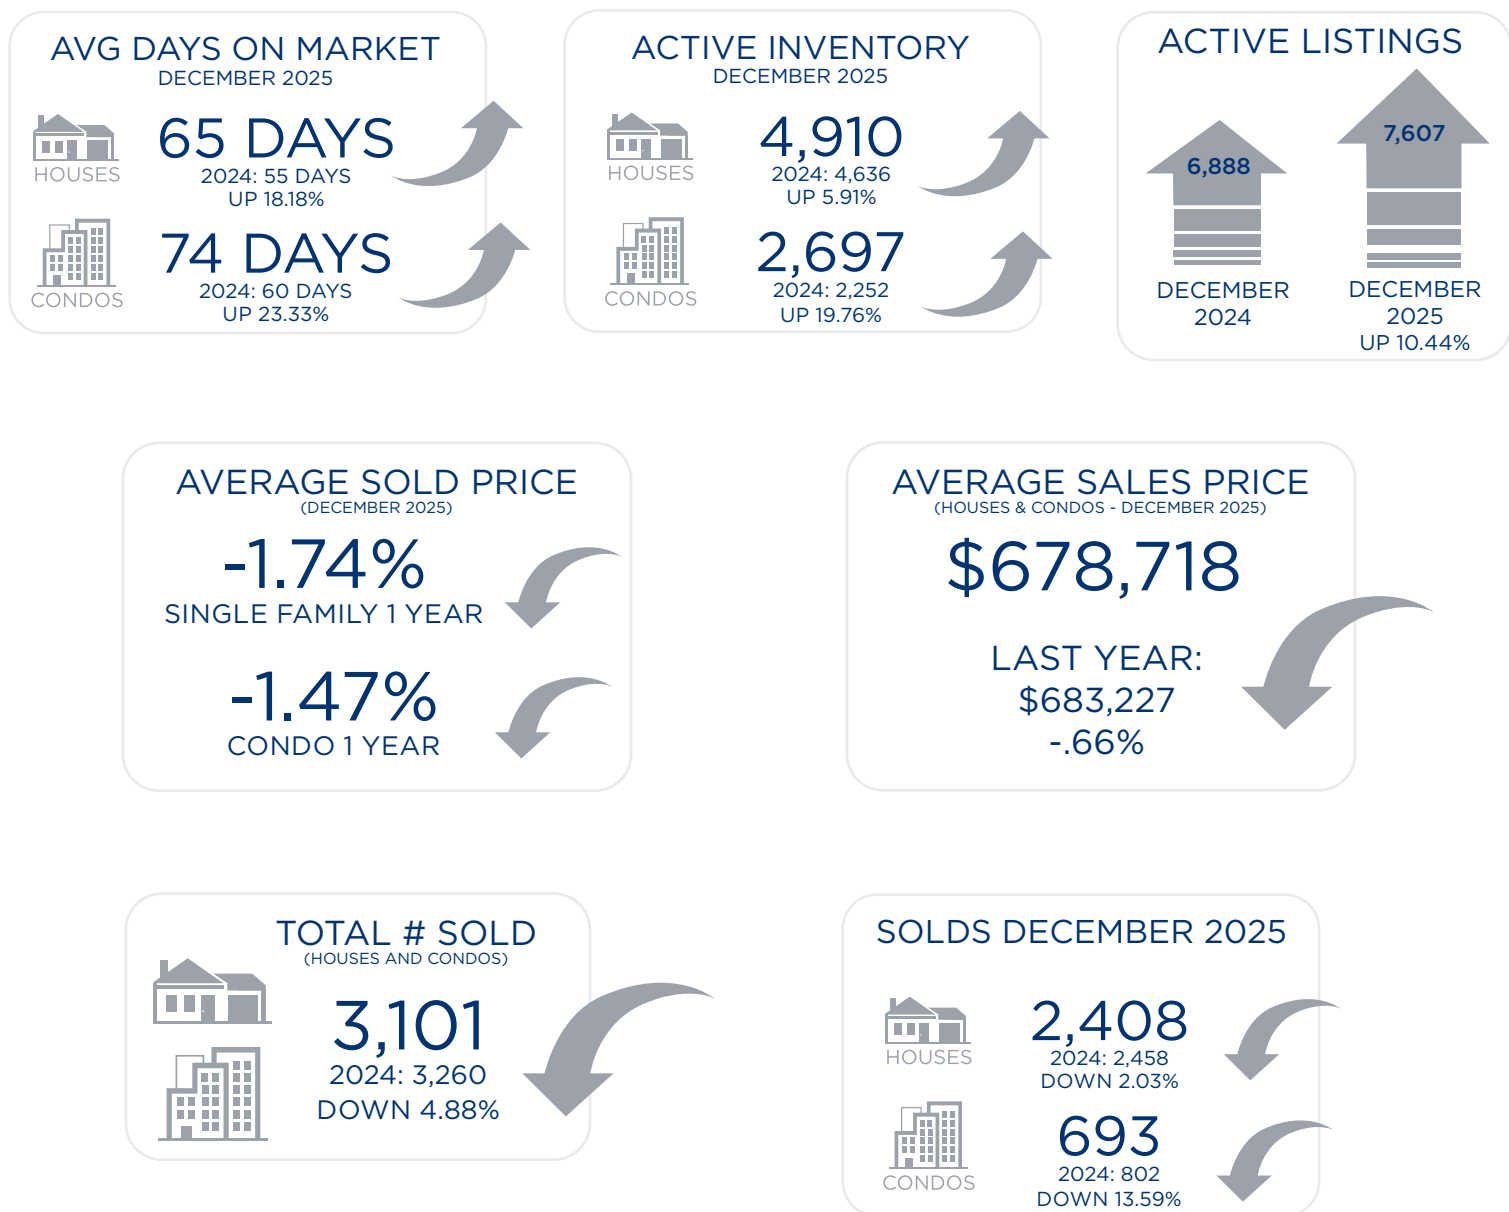 AVG DAYS ON MARKET
DECEMBER 2025
65 DAYS
HOUSES
2024: 55 DAYS
UP 18.18%
74 DAYS
CONDOS
2024: 60 DAYS
UP 23.33%
ACTIVE INVENTORY
DECEMBER 2025
4,910
HOUSES
2024: 4,636
UP 5.91%
2,697
CONDOS
2024: 2,252
UP 19.76%
ACTIVE LISTINGS
6,888
DECEMBER
2024
7,607
DECEMBER
2025
UP 10.44%
AVERAGE SOLD PRICE
(DECEMBER 2025)
-1.74%
SINGLE FAMILY 1 YEAR
-1.47%
CONDO 1 YEAR
AVERAGE SALES PRICE
(HOUSES & CONDOS - DECEMBER 2025)
$678,718
LAST YEAR:
$683,227
-.66%
TOTAL # SOLD
(HOUSES AND CONDOS)
3,101
2024: 3,260
DOWN 4.88%
SOLDS DECEMBER 2025
2,408
HOUSES
2024: 2,458
DOWN 2.03%
693
CONDOS
2024: 802
DOWN 13.59%